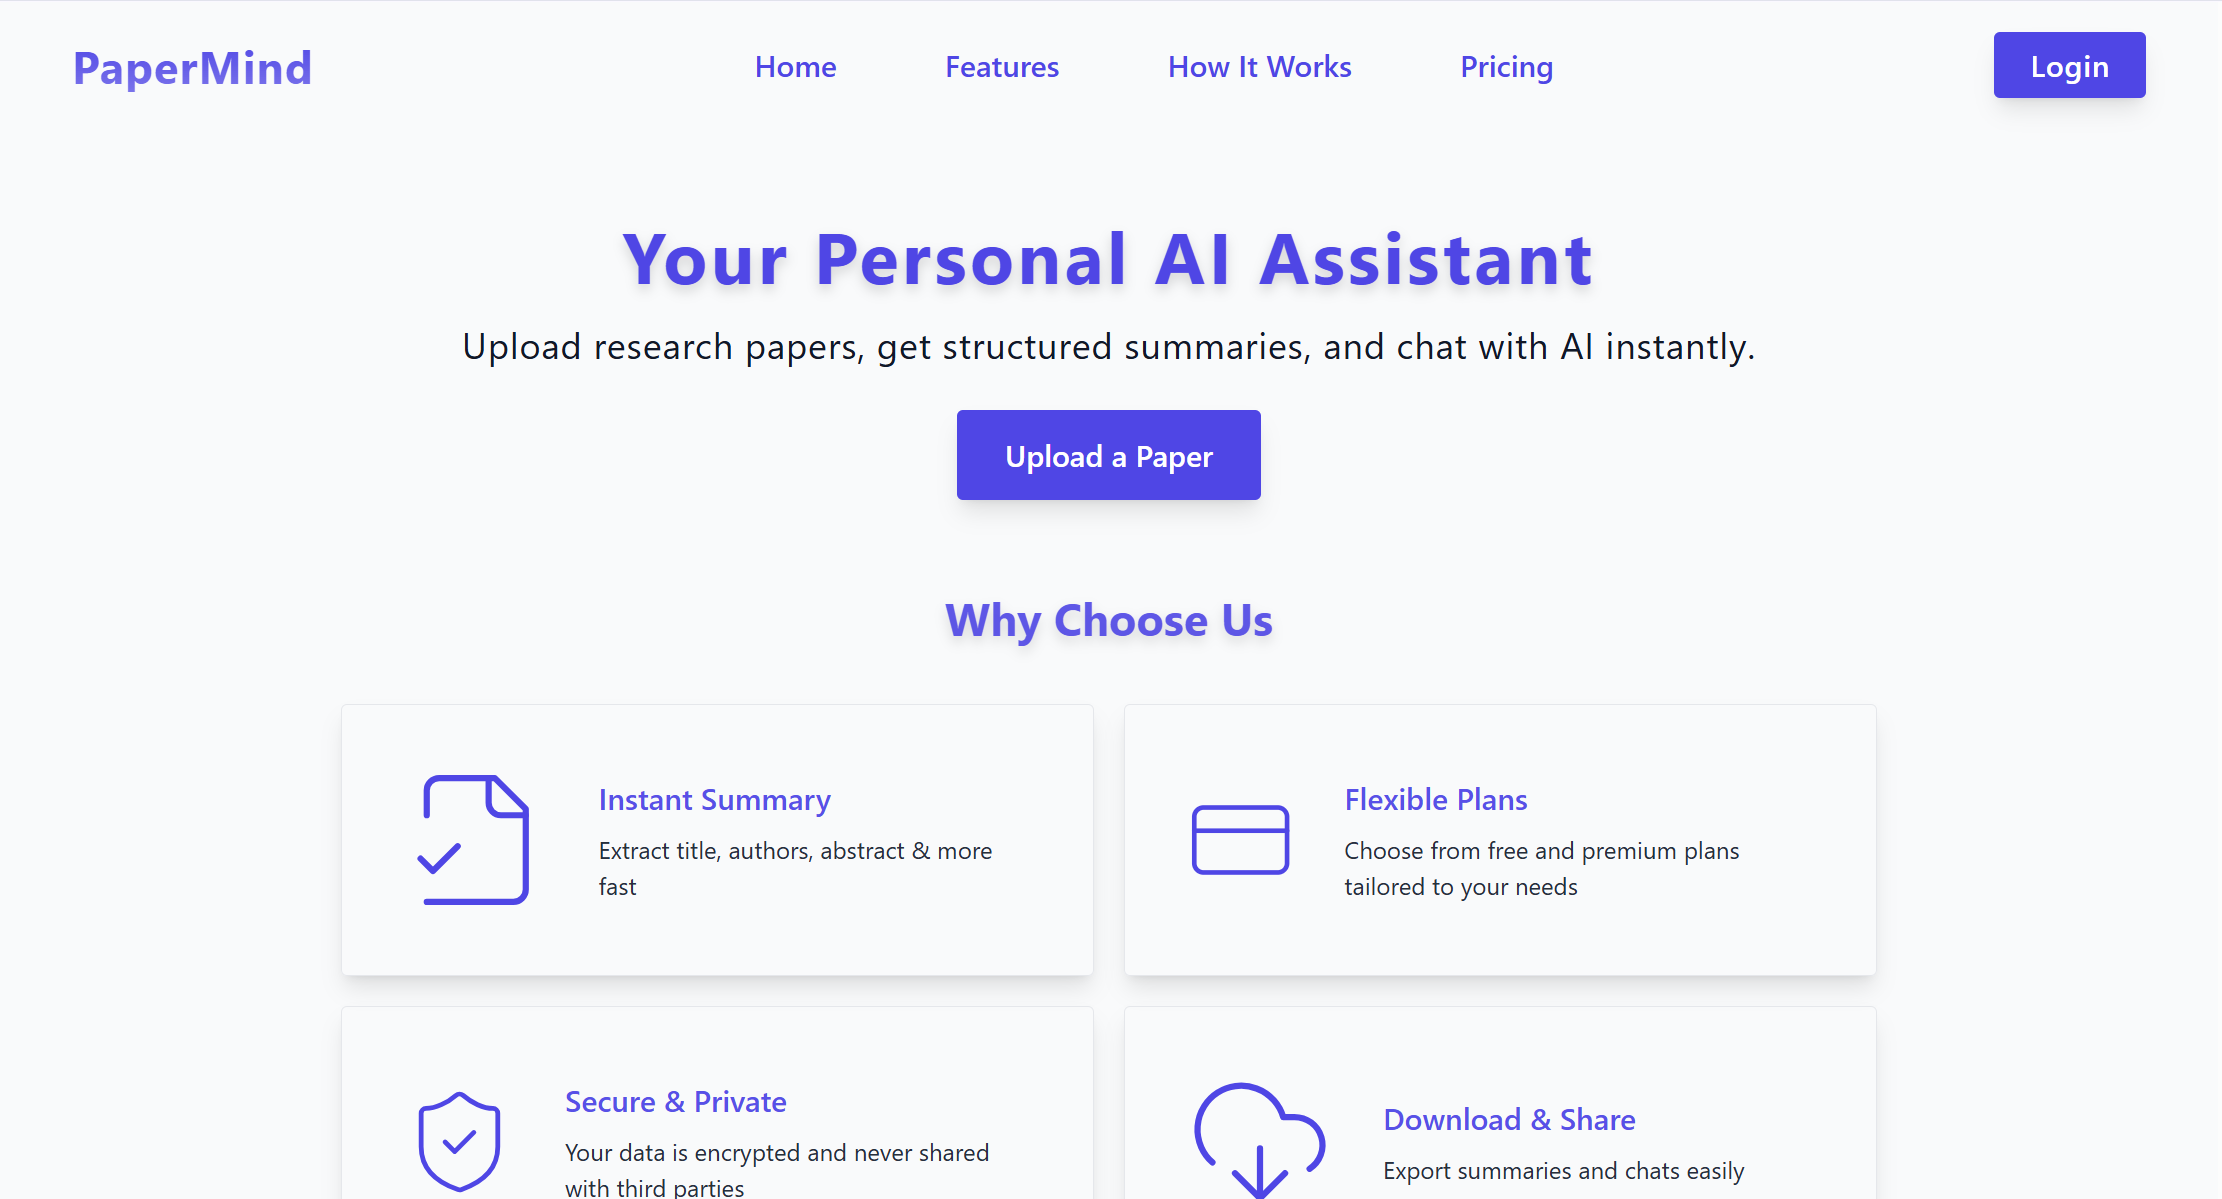 PaperMind
Home
Features
How It Works
Pricing
Login
Your Personal AI Assistant
Upload research papers, get structured summaries, and chat with AI instantly.
Upload a Paper
Why Choose Us
Instant Summary
Extract title, authors, abstract & more
fast
Flexible Plans
Choose from free and premium plans
tailored to your needs
Secure & Private
Your data is encrypted and never shared
with third parties
Download & Share
Export summaries and chats easily